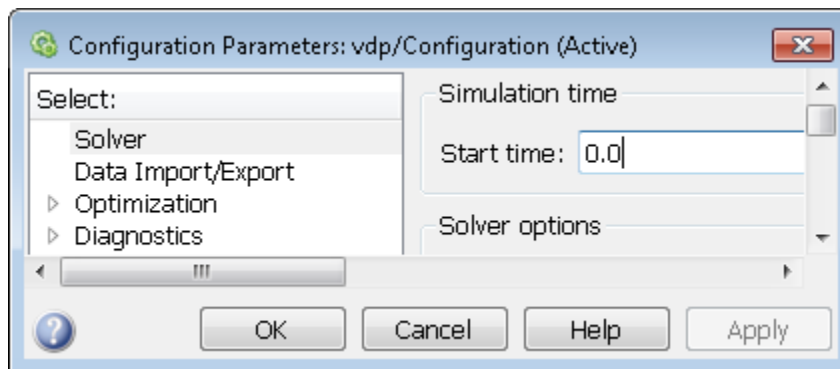 Configuration Parameters: vdp/Configuration (Active)
Select:
Solver
Data Import/Export
Optimization
Diagnostics
Simulation time
Start time: 0.0
Solver options
OK
Cancel
Help
Apply